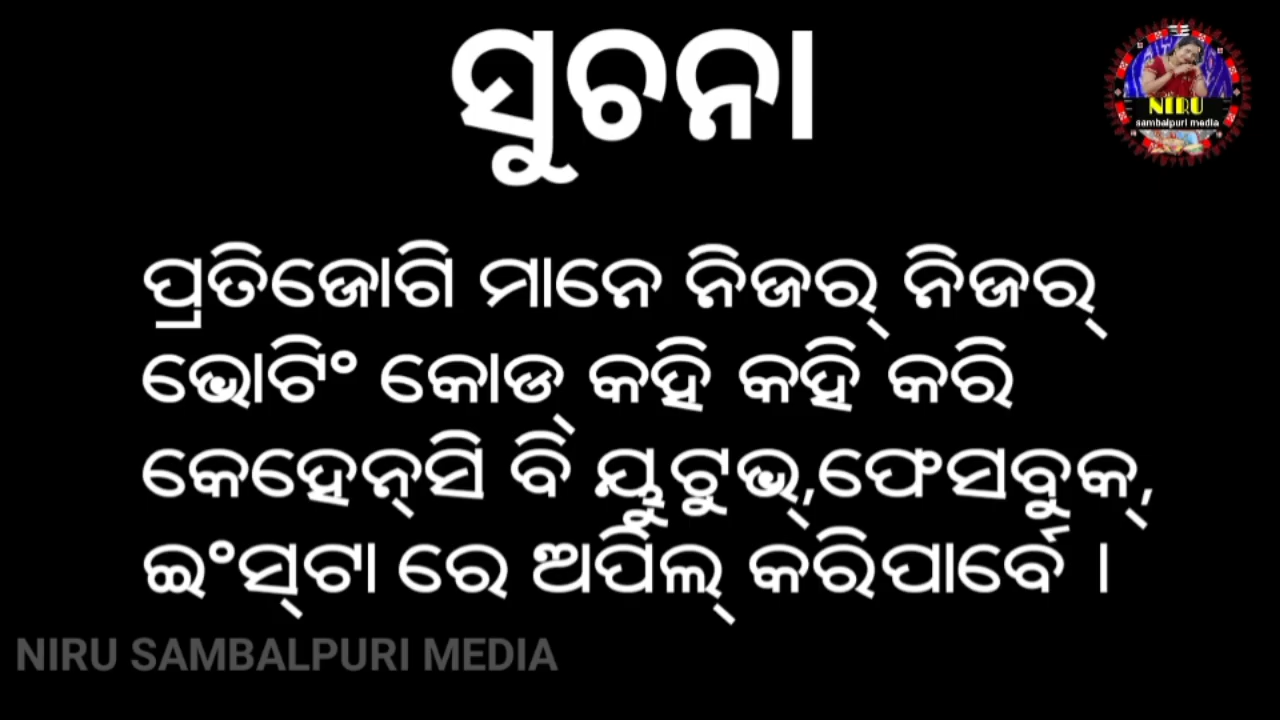 ସୁଚନା
NIRU
sambalpuri media
ପ୍ରତିଜୋଗି ମାନେ ନିଜର୍ ନିଜର୍
ଭୋଟିଂ କୋଡ୍ କହି କହି କରି
କେହେନ୍‌ସି ବି ଯୁଟୁଭ୍,ଫେସବୁକ୍,
ଇଂସ୍‌ଟା ରେ ଅପିଲ୍ କରିପାର୍ବେ ।
NIRU SAMBALPURI MEDIA